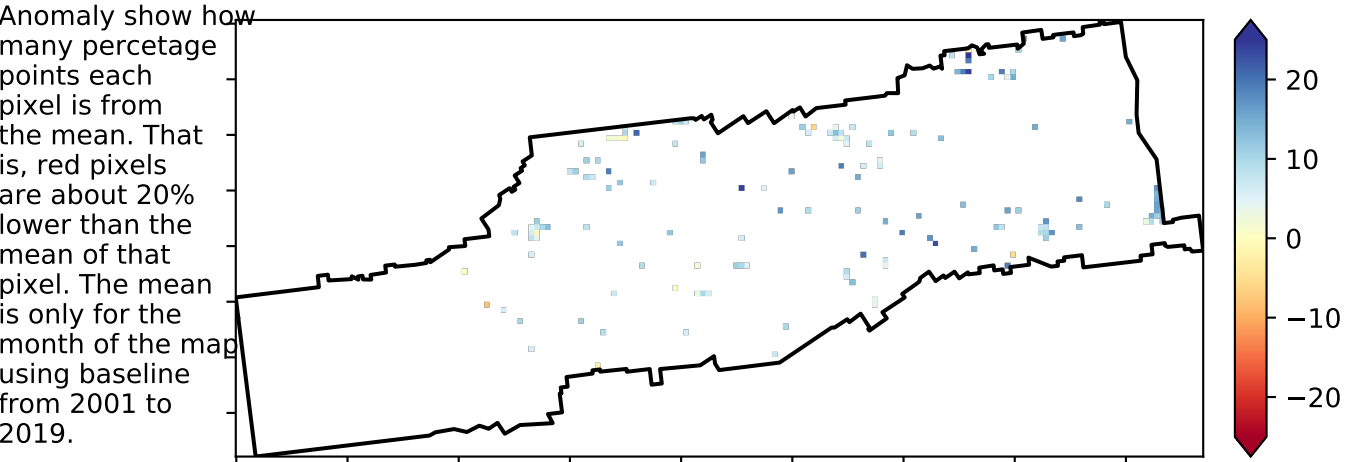 Anomaly show how
many percetage
points each
pixel is from
the mean. That
is, red pixels
are about 20%
lower than the
mean of that
pixel. The mean
is only for the
month of the map
using baseline
from 2001 to
2019.
20
10
0
−10
−20